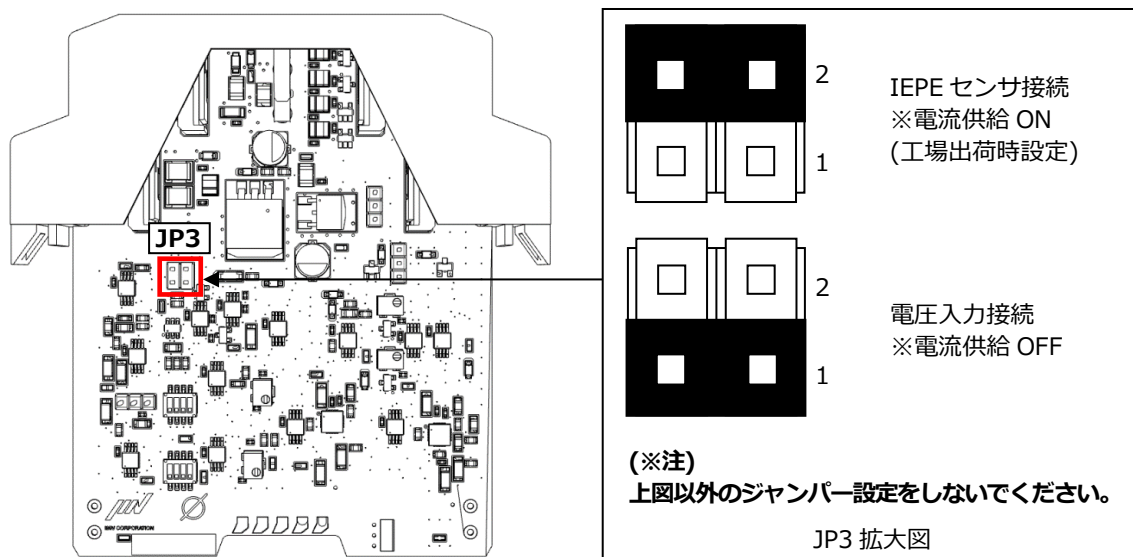 JP3
2
1
IEPE センサ接続
※電流供給 ON
(工場出荷時設定)
2
1
電圧入力接続
※電流供給 OFF
(※注)
上図以外のジャンパー設定をしないでください。
JP3 拡大図